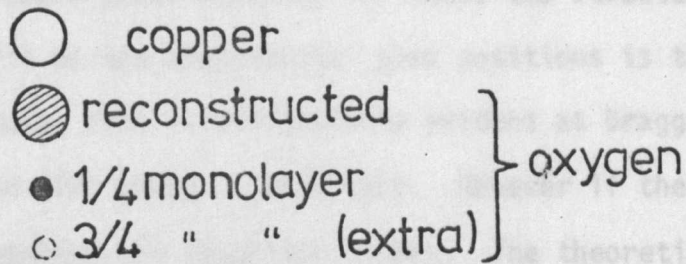 copper
reconstructed
1/4 monolayer
oxygen
3/4 " " (extra)